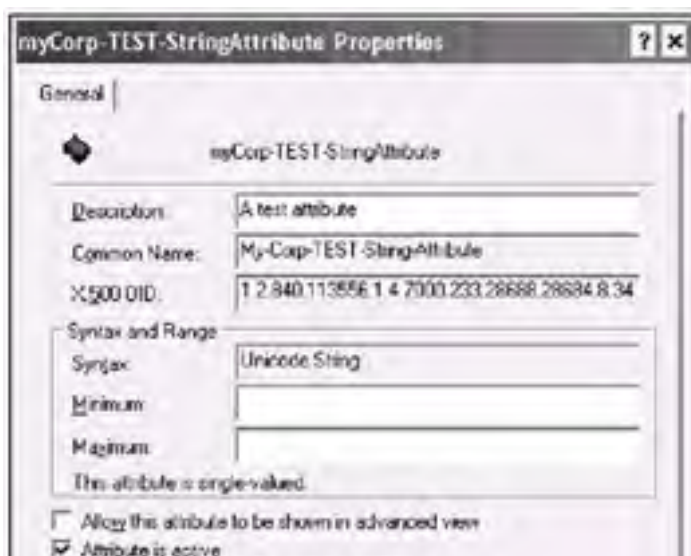 myCorp-TEST-StringAttribute Properties ? ×
General
myCorp-TEST-StringAttribute
Description: A test attribute
Common Name: My-Corp-TEST-String-Attribute
X.500 OID: 1.2.840.113556.1.4.7000.233.28688.28684.8.34
Syntax and Range
Syntax: Unicode String
Minimum:
Maximum:
This attribute is single-valued.
Allow this attribute to be shown in advanced view
Attribute is active